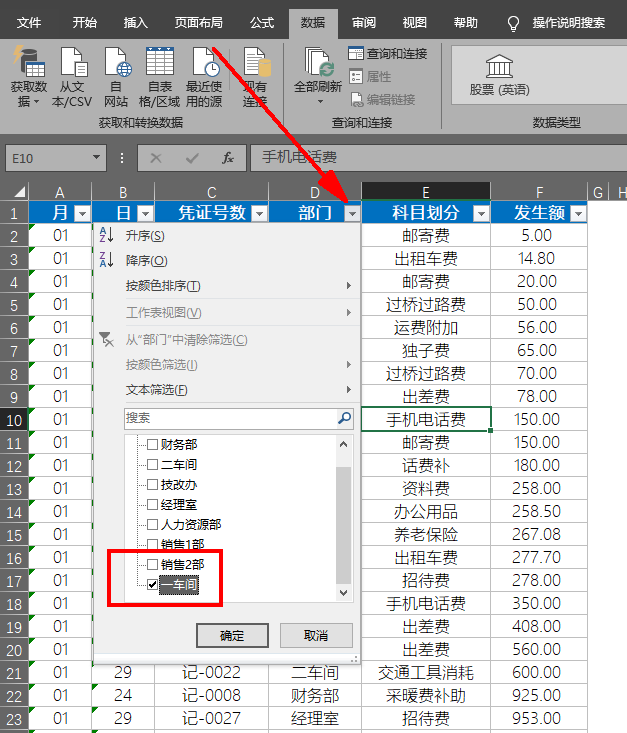 文件 开始 插入 页面布局 公式 数据 审阅 视图 帮助 操作说明搜索
获取数据 从文本/CSV 自网站 自表格/区域 最近使用的源 现有连接 全部刷新 查询和连接 属性 编辑链接 股票 (英语)
获取和转换数据 查询和连接 数据类型
E10 fx 手机电话费
A B C D E F G H
1 月 日 凭证号数 部门 科目划分 发生额
2 01 邮寄费 5.00
3 01 出租车费 14.80
4 01 邮寄费 20.00
5 01 过桥过路费 50.00
6 01 运费附加 56.00
7 01 独子费 65.00
8 01 过桥过路费 70.00
9 01 出差费 78.00
10 01 手机电话费 150.00
11 01 邮寄费 150.00
12 01 话费补 180.00
13 01 资料费 258.00
14 01 办公用品 258.50
15 01 养老保险 267.08
16 01 出租车费 277.70
17 01 招待费 278.00
18 01 手机电话费 350.00
19 01 出差费 408.00
20 01 出差费 560.00
21 01 29 记-0022 二车间 交通工具消耗 600.00
22 01 24 记-0008 财务部 采暖费补助 925.00
23 01 29 记-0027 经理室 招待费 953.00
升序(S)
降序(O)
按颜色排序(T)
工作表视图(V)
从"部门"中清除筛选(C)
按颜色筛选(I)
文本筛选(F)
搜索
财务部
二车间
技改办
经理室
人力资源部
销售1部
销售2部
一车间
确定 取消